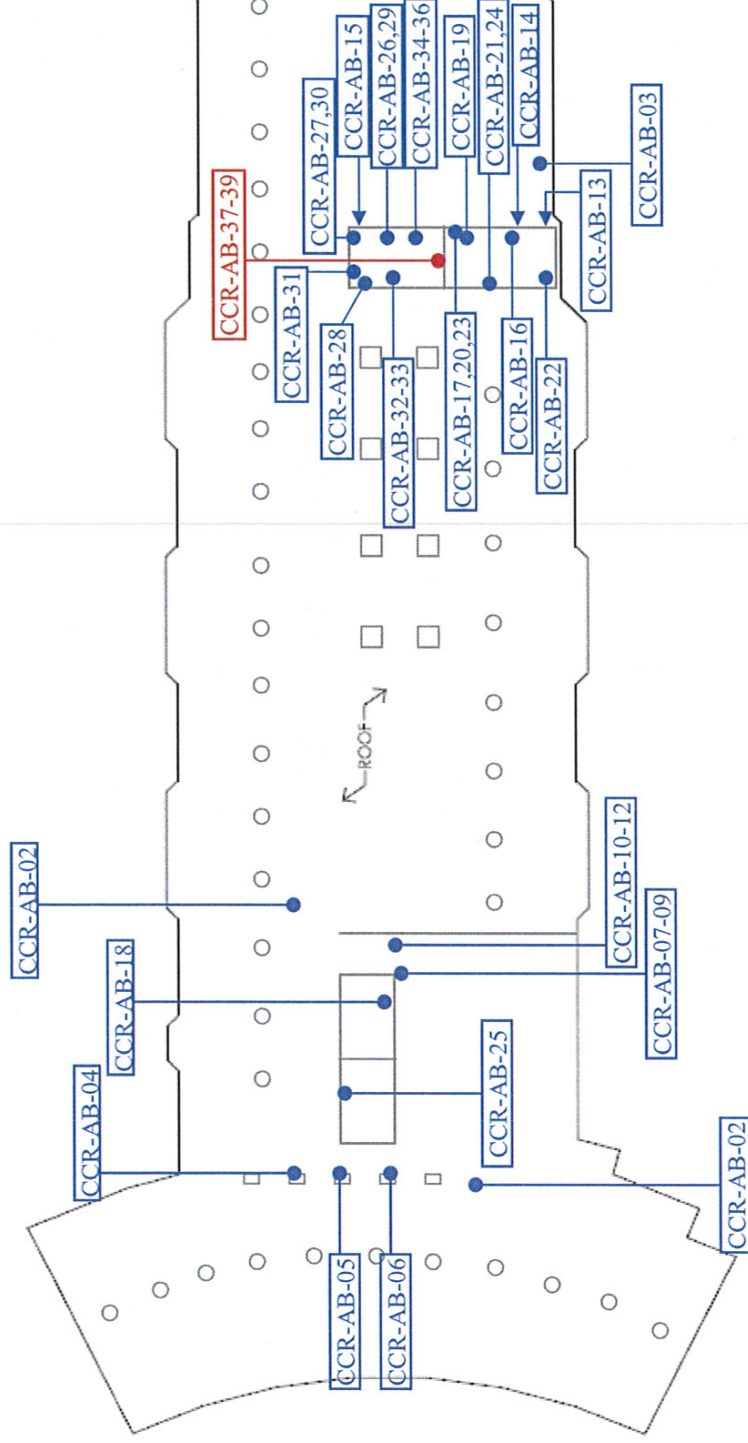 CCR-AB-37-39
CCR-AB-27,30
CCR-AB-15
CCR-AB-26,29
CCR-AB-34-36
CCR-AB-19
CCR-AB-21,24
CCR-AB-14
CCR-AB-03
CCR-AB-13
CCR-AB-31
CCR-AB-28
CCR-AB-32-33
CCR-AB-17,20,23
CCR-AB-16
CCR-AB-22
ROOF
CCR-AB-02
CCR-AB-18
CCR-AB-10-12
CCR-AB-07-09
CCR-AB-04
CCR-AB-25
CCR-AB-02
CCR-AB-05
CCR-AB-06